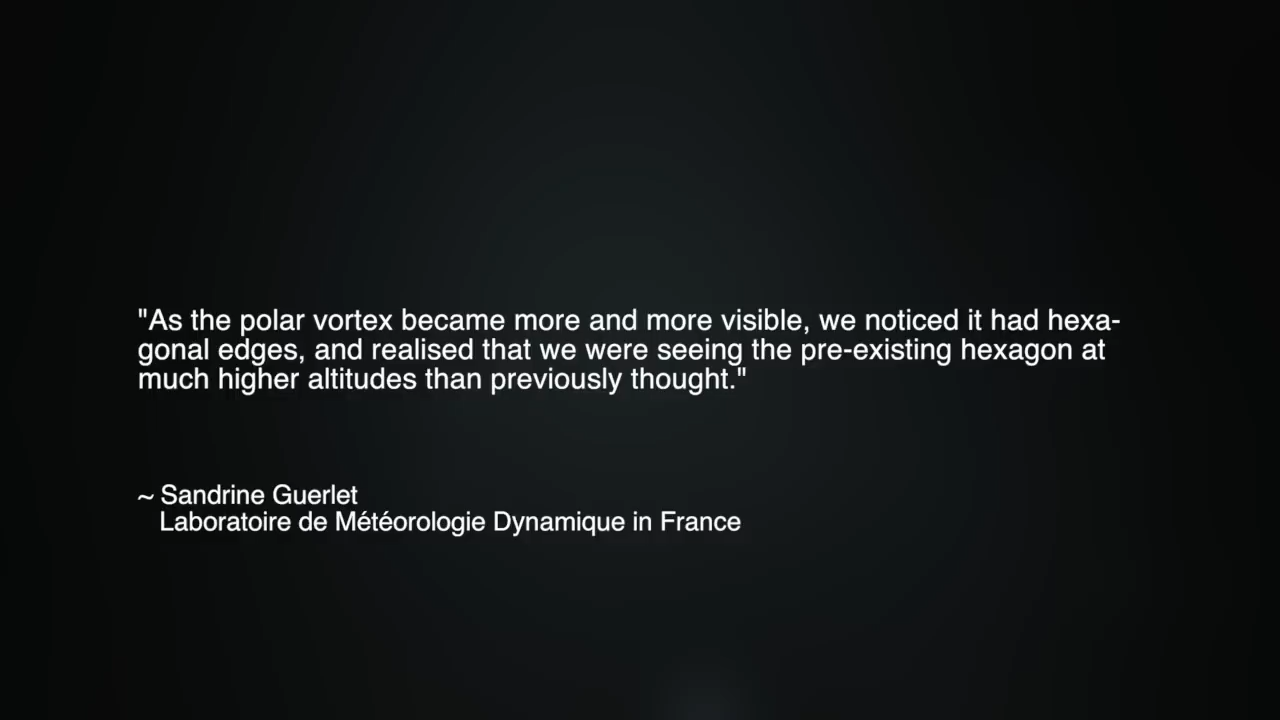 "As the polar vortex became more and more visible, we noticed it had hexa-
gonal edges, and realised that we were seeing the pre-existing hexagon at
much higher altitudes than previously thought."
~ Sandrine Guerlet
Laboratoire de Météorologie Dynamique in France